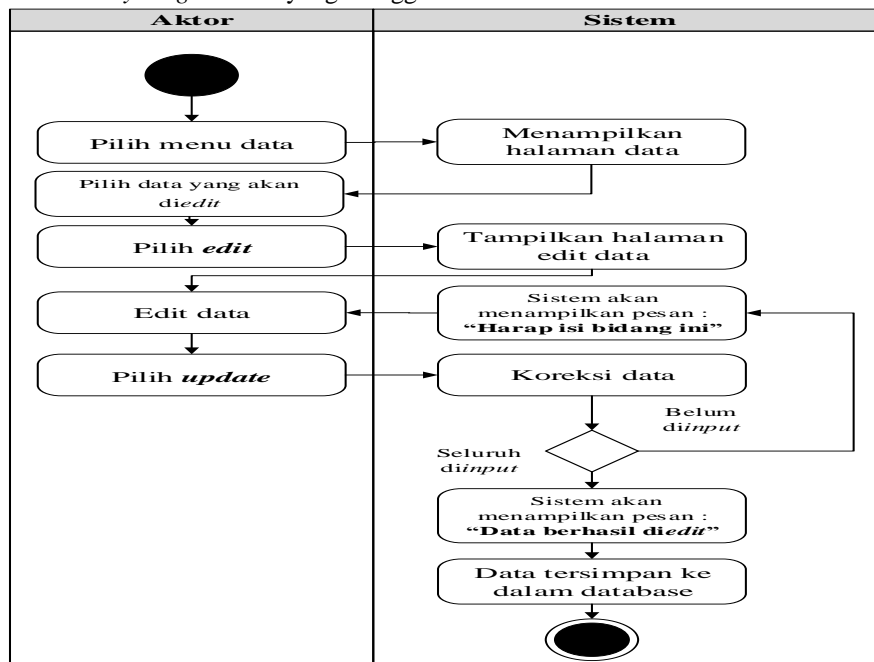 Aktor
Sistem
Pilih menu data
Menampilkan
halaman data
Pilih data yang akan
diedit
Pilih edit
Tampilkan halaman
edit data
Edit data
Sistem akan
menampilkan pesan :
“Harap isi bidang ini”
Pilih update
Koreksi data
Belum
diinput
Seluruh
diinput
Sistem akan
menampilkan pesan :
“Data berhasil diedit”
Data tersimpan ke
dalam database